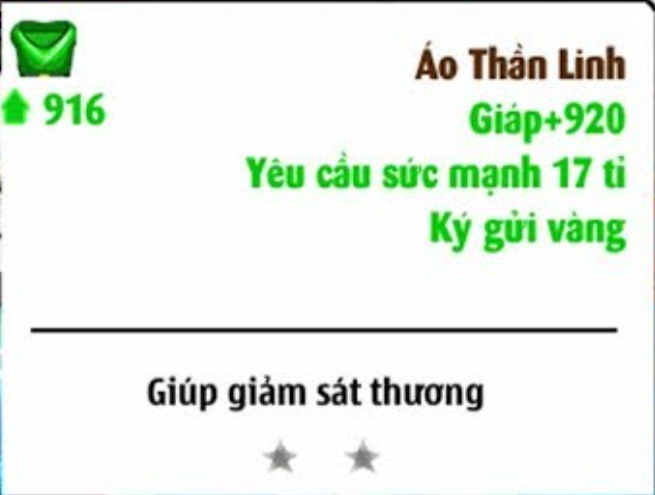 Áo Thần Linh
916
Giáp+920
Yêu cầu sức mạnh 17 tỉ
Ký gửi vàng
Giúp giảm sát thương